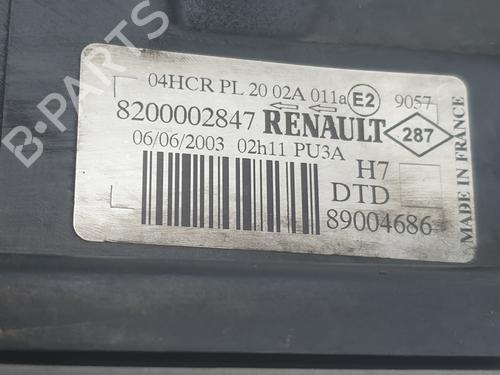 04HCR PL 20 02A 011a E2 9057
8200002847 RENAULT 287
06/06/2003 02h11 PU3A
H7
DTD
89004686
MADE IN FRANCE
B-PARTS